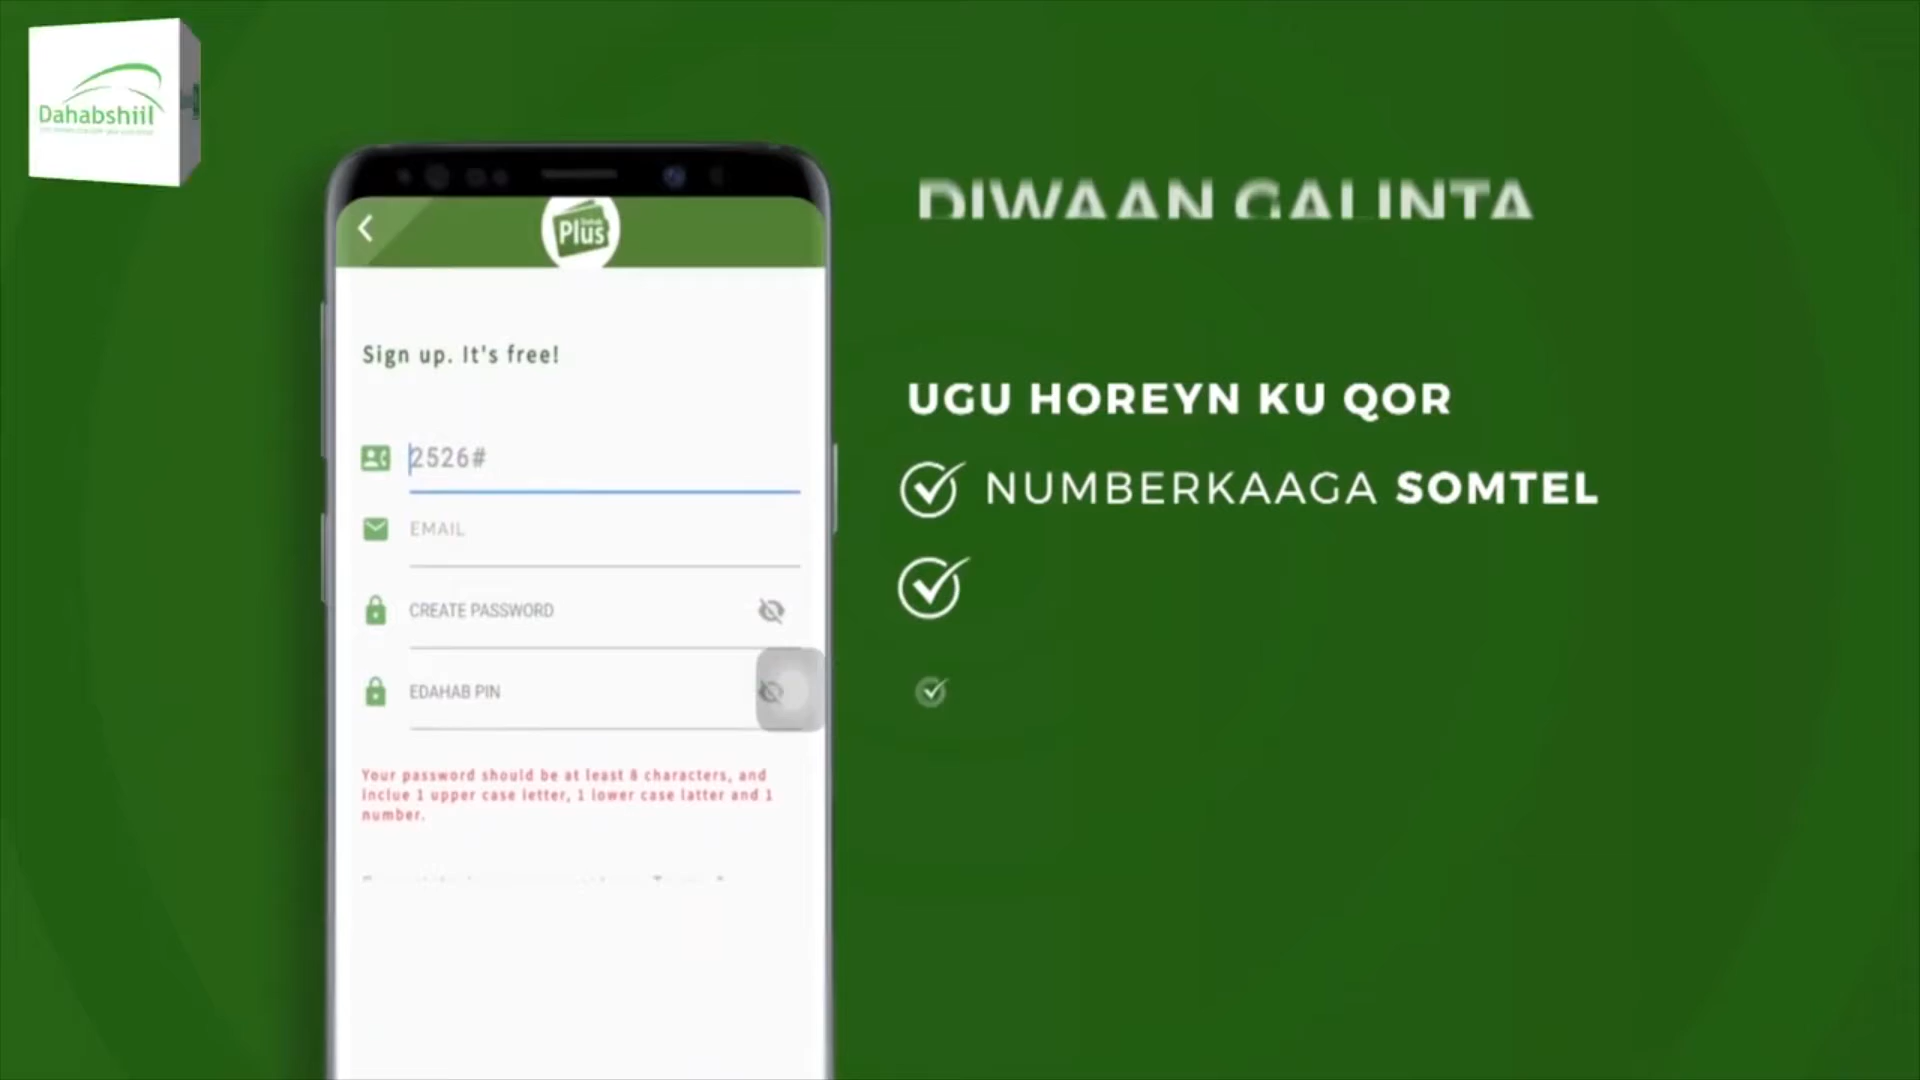 Dahabshiil
Plus
Sign up. It's free!
2526#
EMAIL
CREATE PASSWORD
EDAHAB PIN
Your password should be at least 8 characters, and
inclue 1 upper case letter, 1 lower case latter and 1
number.
DIWAAN GALINTA
UGU HOREYN KU QOR
NUMBERKAAGA SOMTEL